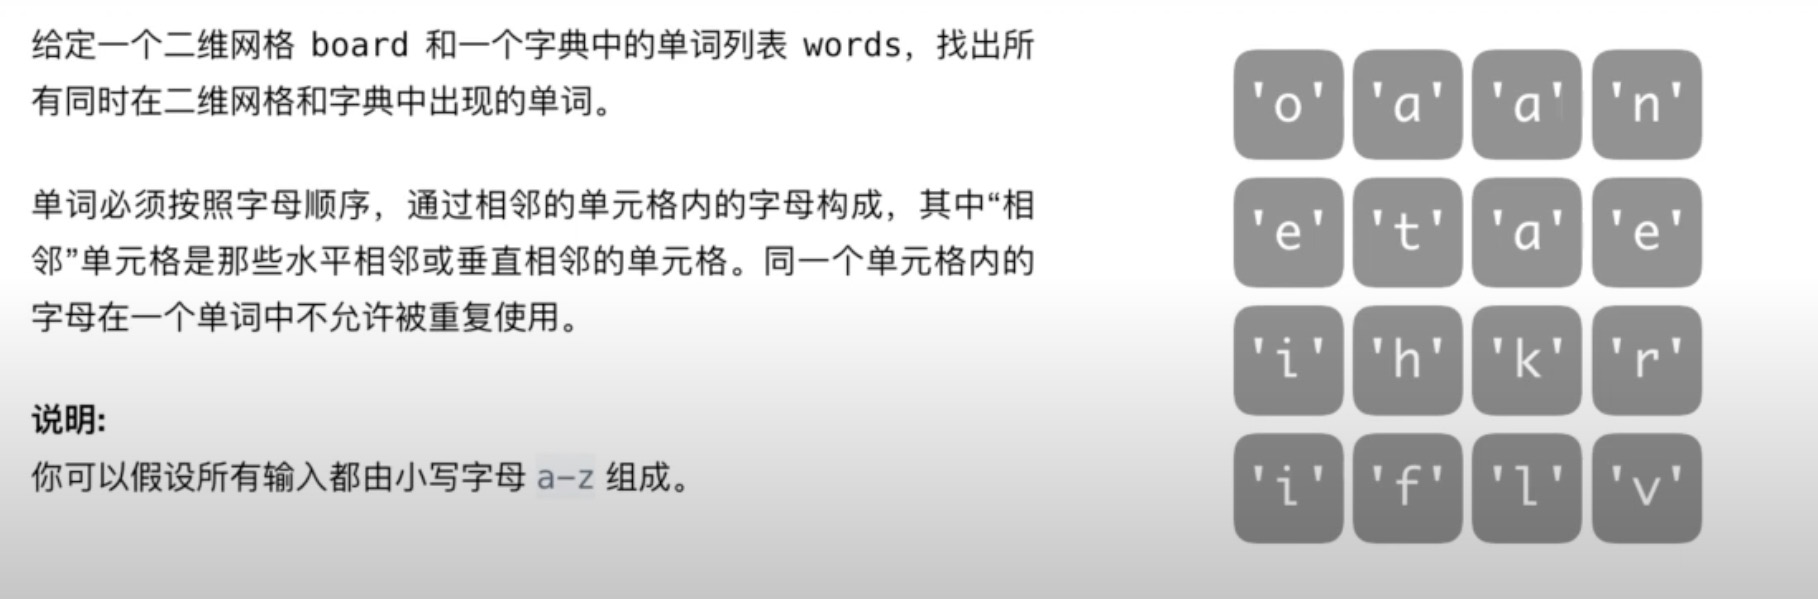 给定一个二维网格 board 和一个字典中的单词列表 words，找出所
有同时在二维网格和字典中出现的单词。
单词必须按照字母顺序，通过相邻的单元格内的字母构成，其中“相
邻”单元格是那些水平相邻或垂直相邻的单元格。同一个单元格内的
字母在一个单词中不允许被重复使用。
说明:
你可以假设所有输入都由小写字母 a-z 组成。
'o' 'a' 'a' 'n'
'e' 't' 'a' 'e'
'i' 'h' 'k' 'r'
'i' 'f' 'l' 'v'